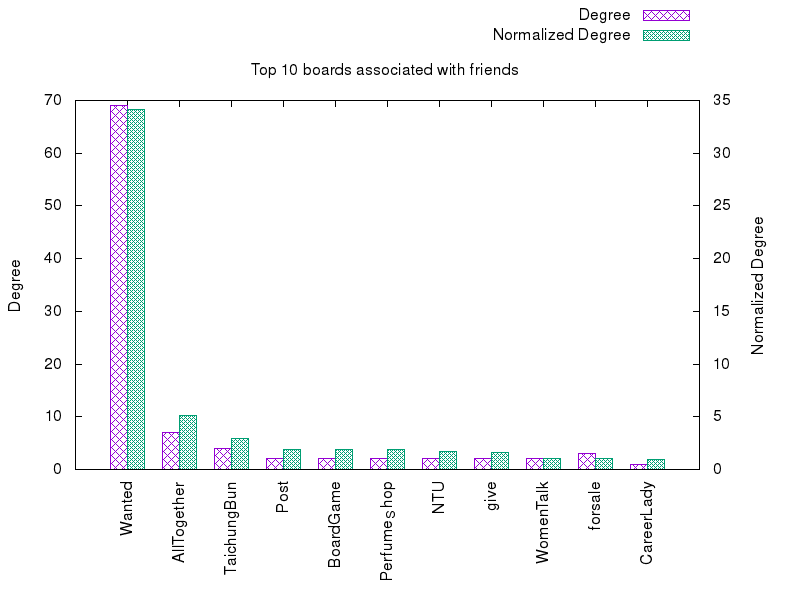 Degree
Normalized Degree
Top 10 boards associated with friends
70
60
50
40
30
20
10
0
35
30
25
20
15
10
5
0
Degree
Normalized Degree
Wanted
AllTogether
TaichungBun
Post
BoardGame
PerfumeShop
NTU
give
WomenTalk
forsale
CareerLady